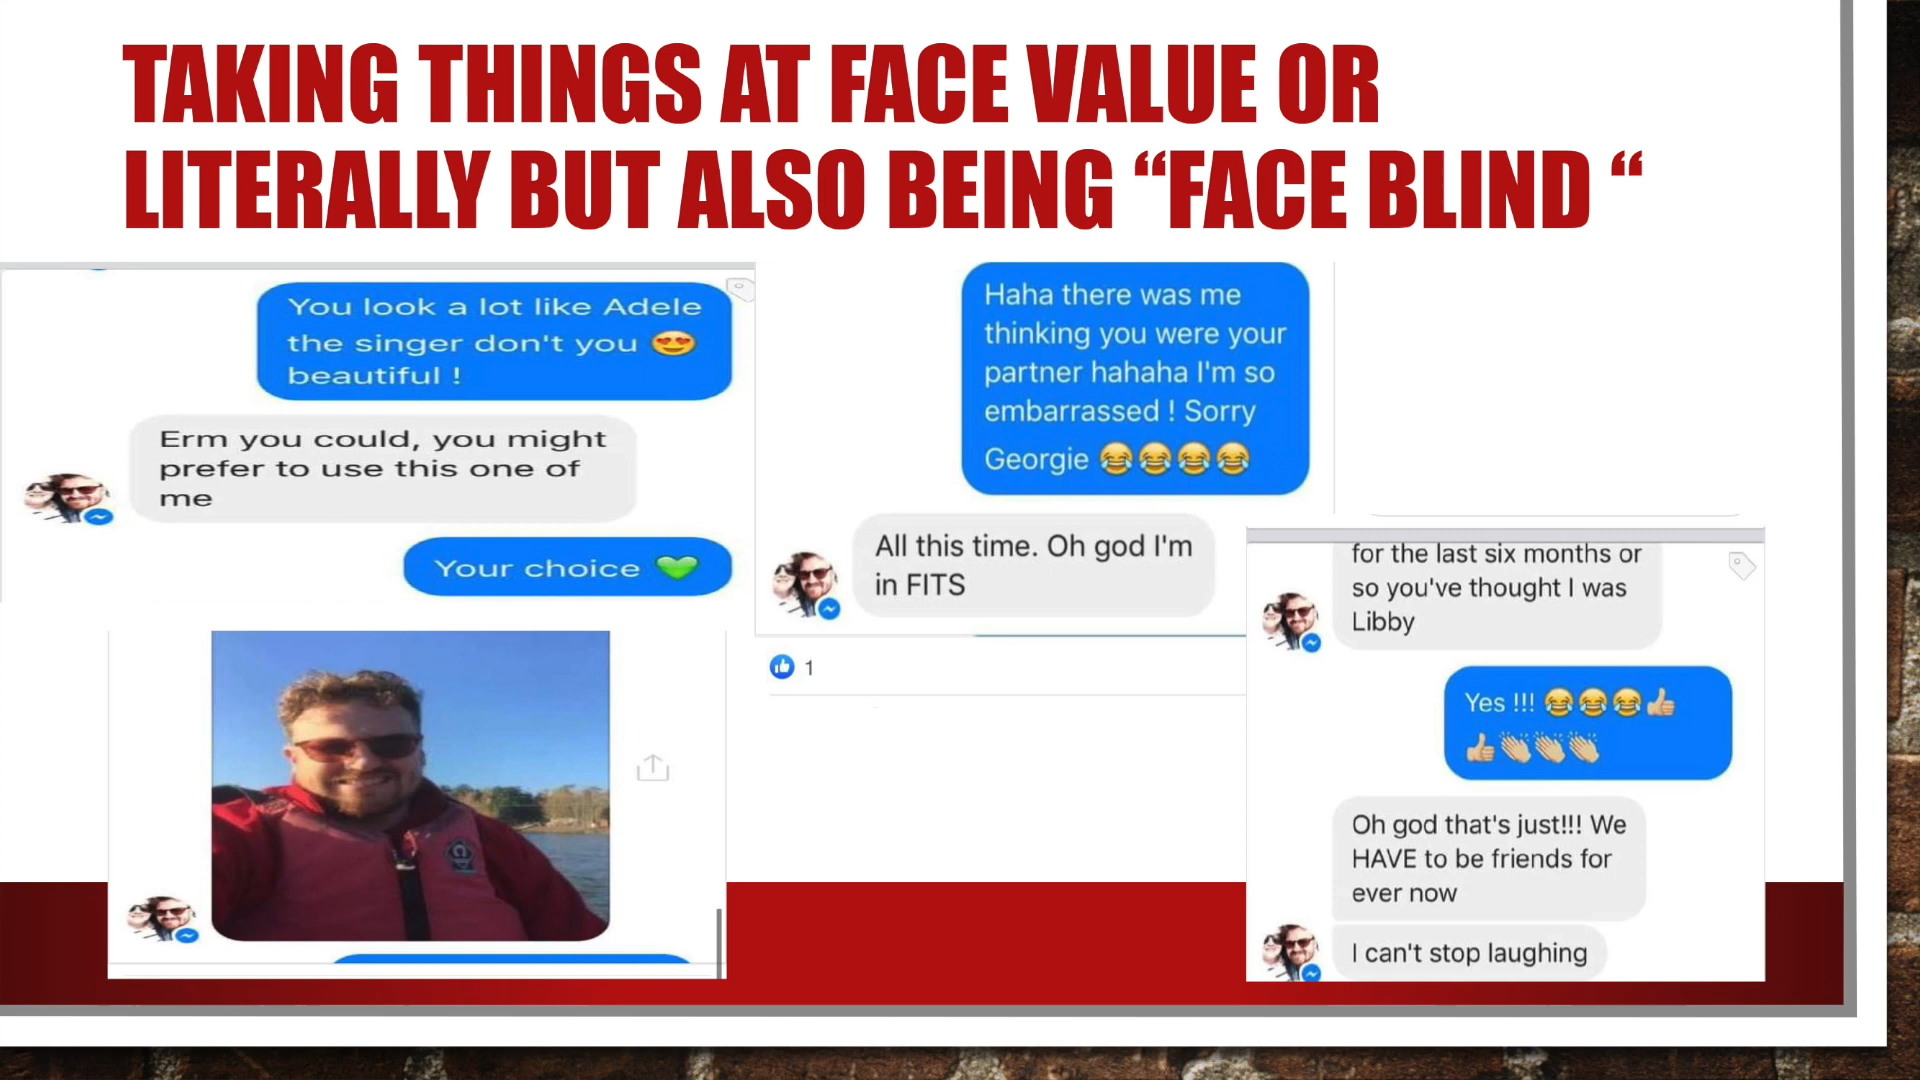 TAKING THINGS AT FACE VALUE OR
LITERALLY BUT ALSO BEING “FACE BLIND “
You look a lot like Adele
the singer don't you 😍
beautiful !
Erm you could, you might
prefer to use this one of
me
Your choice 💚
Haha there was me
thinking you were your
partner hahaha I'm so
embarrassed ! Sorry
Georgie 😂😂😂😂
All this time. Oh god I'm
in FITS
1
for the last six months or
so you've thought I was
Libby
Yes !!! 😂😂😂👍🏼
👍🏼👏🏼👏🏼👏🏼
Oh god that's just!!! We
HAVE to be friends for
ever now
I can't stop laughing